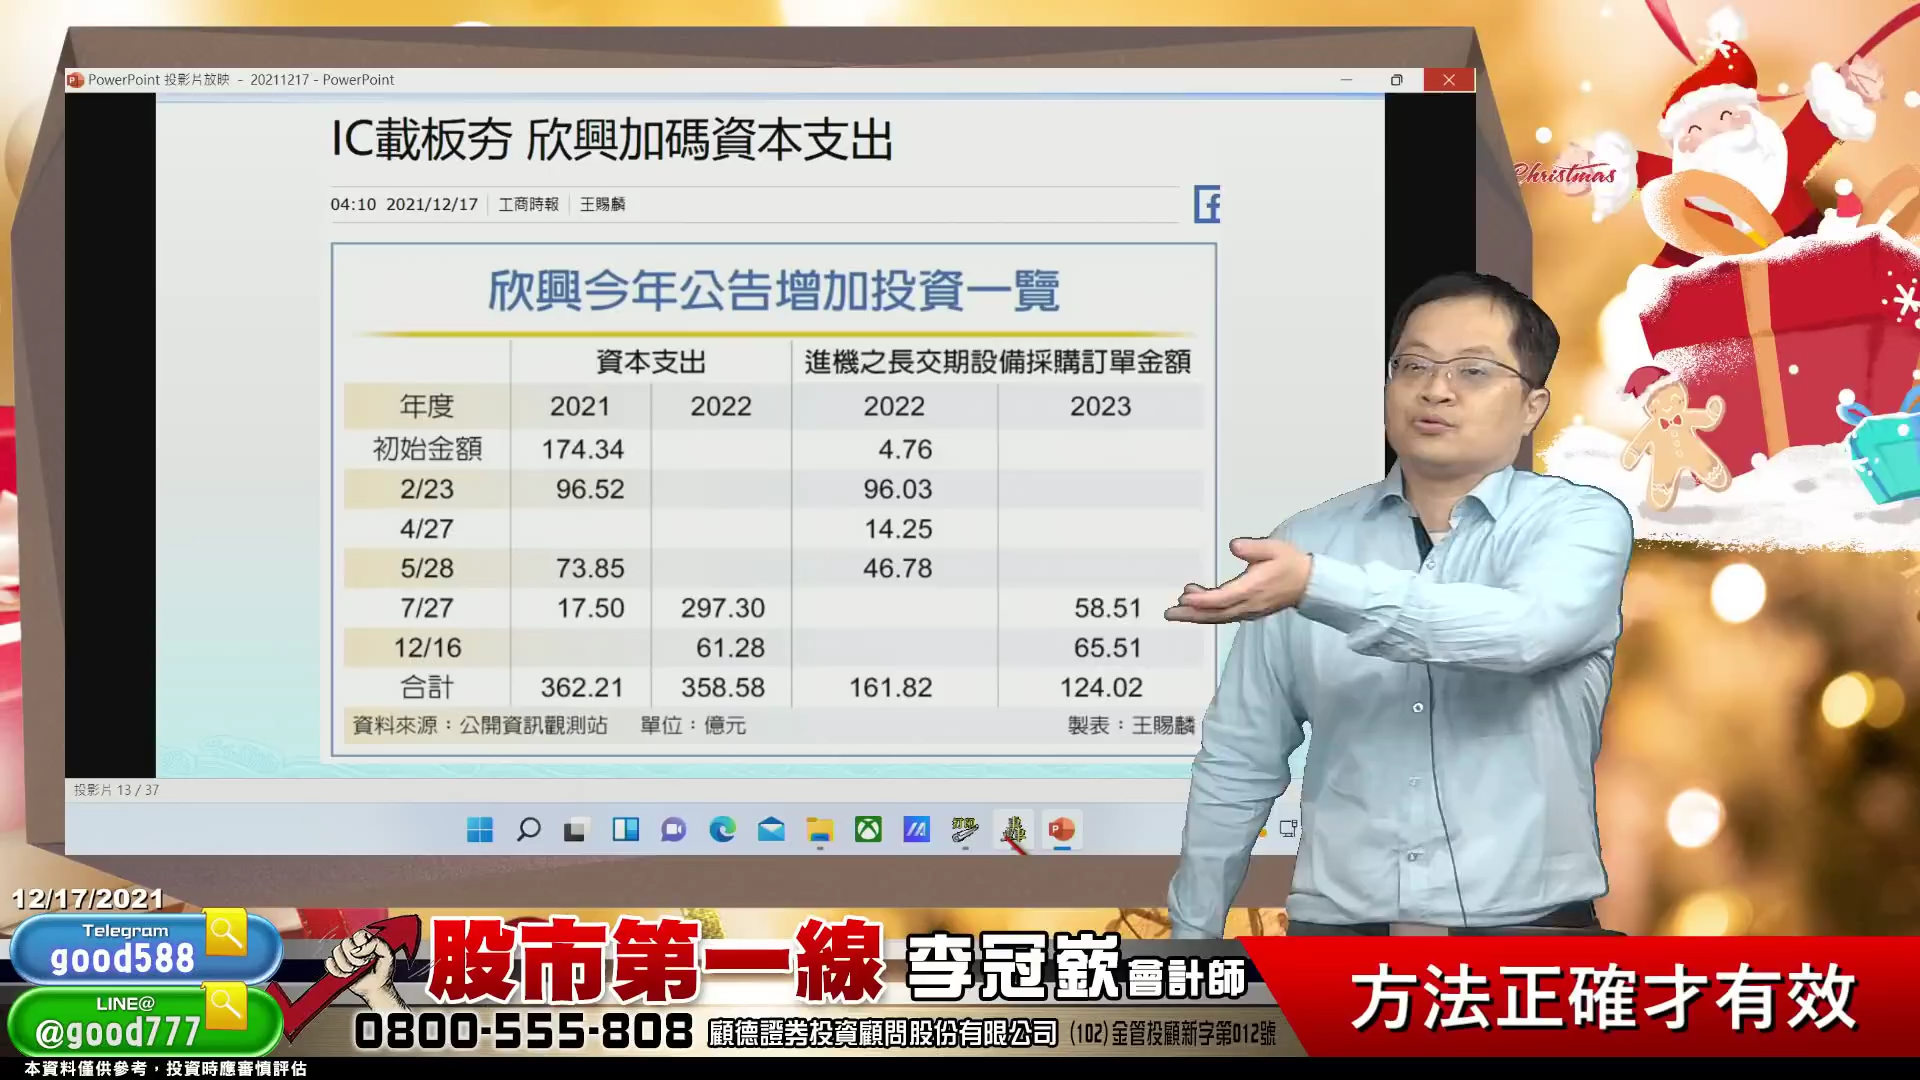 PowerPoint 投影片放映 - 20211217 - PowerPoint
IC載板夯 欣興加碼資本支出
04:10 2021/12/17 工商時報 王賜麟
欣興今年公告增加投資一覽
資本支出 進機之長交期設備採購訂單金額
年度 2021 2022 2022 2023
初始金額 174.34 4.76
2/23 96.52 96.03
4/27 14.25
5/28 73.85 46.78
7/27 17.50 297.30 58.51
12/16 61.28 65.51
合計 362.21 358.58 161.82 124.02
資料來源：公開資訊觀測站 單位：億元 製表：王賜麟
投影片 13 / 37
Christmas
12/17/2021
Telegram
good588
LINE@
@good777
本資料僅供參考，投資時應審慎評估
股市第一線 李冠嶔 會計師
0800-555-808 顧德證券投資顧問股份有限公司 (102)金管投顧新字第012號
方法正確才有效